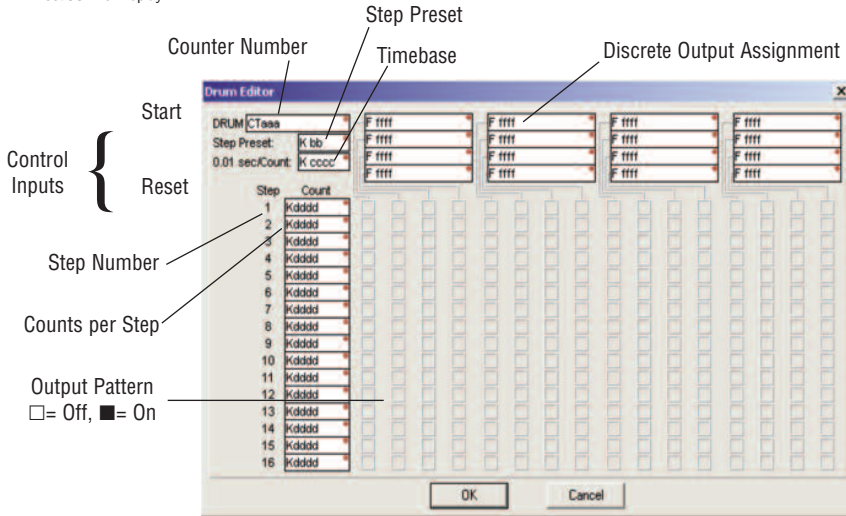 Step Preset
Counter Number
Timebase
Discrete Output Assignment
Drum Editor
Start
DRUM CTaaa F ffff F ffff F ffff F ffff
Step Preset: K bb F ffff F ffff F ffff F ffff
Control Inputs
0.01 sec/Count: K cccc F ffff F ffff F ffff F ffff
F ffff F ffff F ffff F ffff
Reset
Step Count
1 Kdddd
2 Kdddd
3 Kdddd
Step Number
4 Kdddd
5 Kdddd
6 Kdddd
7 Kdddd
Counts per Step
8 Kdddd
9 Kdddd
10 Kdddd
11 Kdddd
Output Pattern
12 Kdddd
□= Off, ■= On
13 Kdddd
14 Kdddd
15 Kdddd
16 Kdddd
OK Cancel